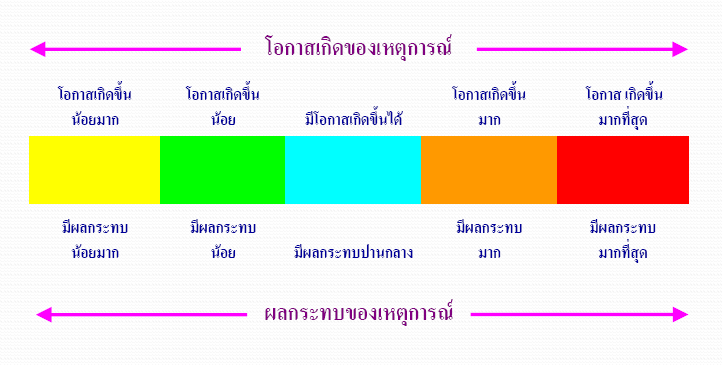 โอกาสเกิดของเหตุการณ์
โอกาสเกิดขึ้น
น้อยมาก
โอกาสเกิดขึ้น
น้อย
มีโอกาสเกิดขึ้นได้
โอกาสเกิดขึ้น
มาก
โอกาส เกิดขึ้น
มากที่สุด
มีผลกระทบ
น้อยมาก
มีผลกระทบ
น้อย
มีผลกระทบปานกลาง
มีผลกระทบ
มาก
มีผลกระทบ
มากที่สุด
ผลกระทบของเหตุการณ์